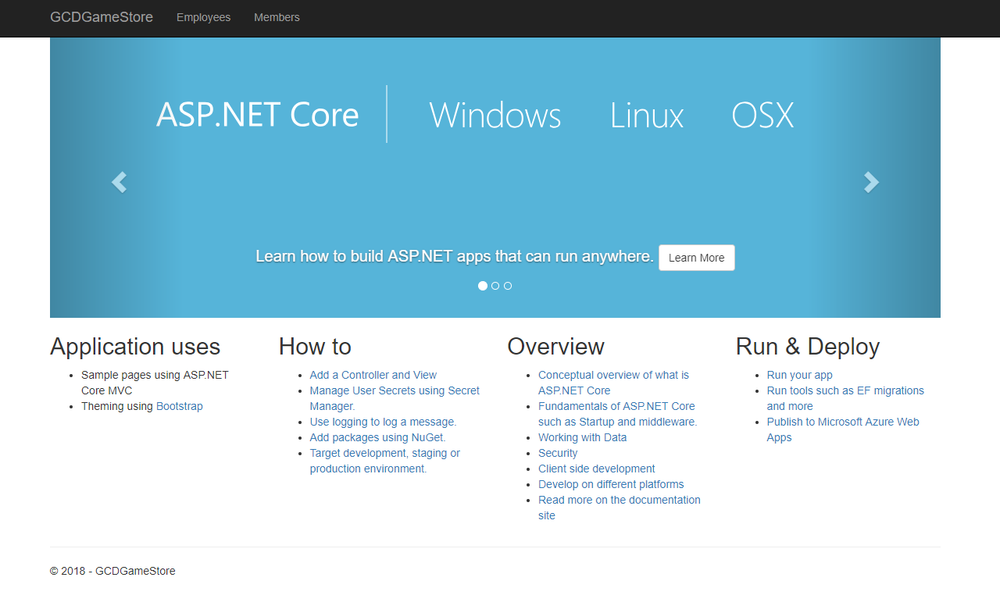 GCDGameStore Employees Members
ASP.NET Core Windows Linux OSX
Learn how to build ASP.NET apps that can run anywhere. Learn More
Application uses
Sample pages using ASP.NET
Core MVC
Theming using Bootstrap
How to
Add a Controller and View
Manage User Secrets using Secret
Manager.
Use logging to log a message.
Add packages using NuGet.
Target development, staging or
production environment.
Overview
Conceptual overview of what is
ASP.NET Core
Fundamentals of ASP.NET Core
such as Startup and middleware.
Working with Data
Security
Client side development
Develop on different platforms
Read more on the documentation
site
Run & Deploy
Run your app
Run tools such as EF migrations
and more
Publish to Microsoft Azure Web
Apps
© 2018 - GCDGameStore